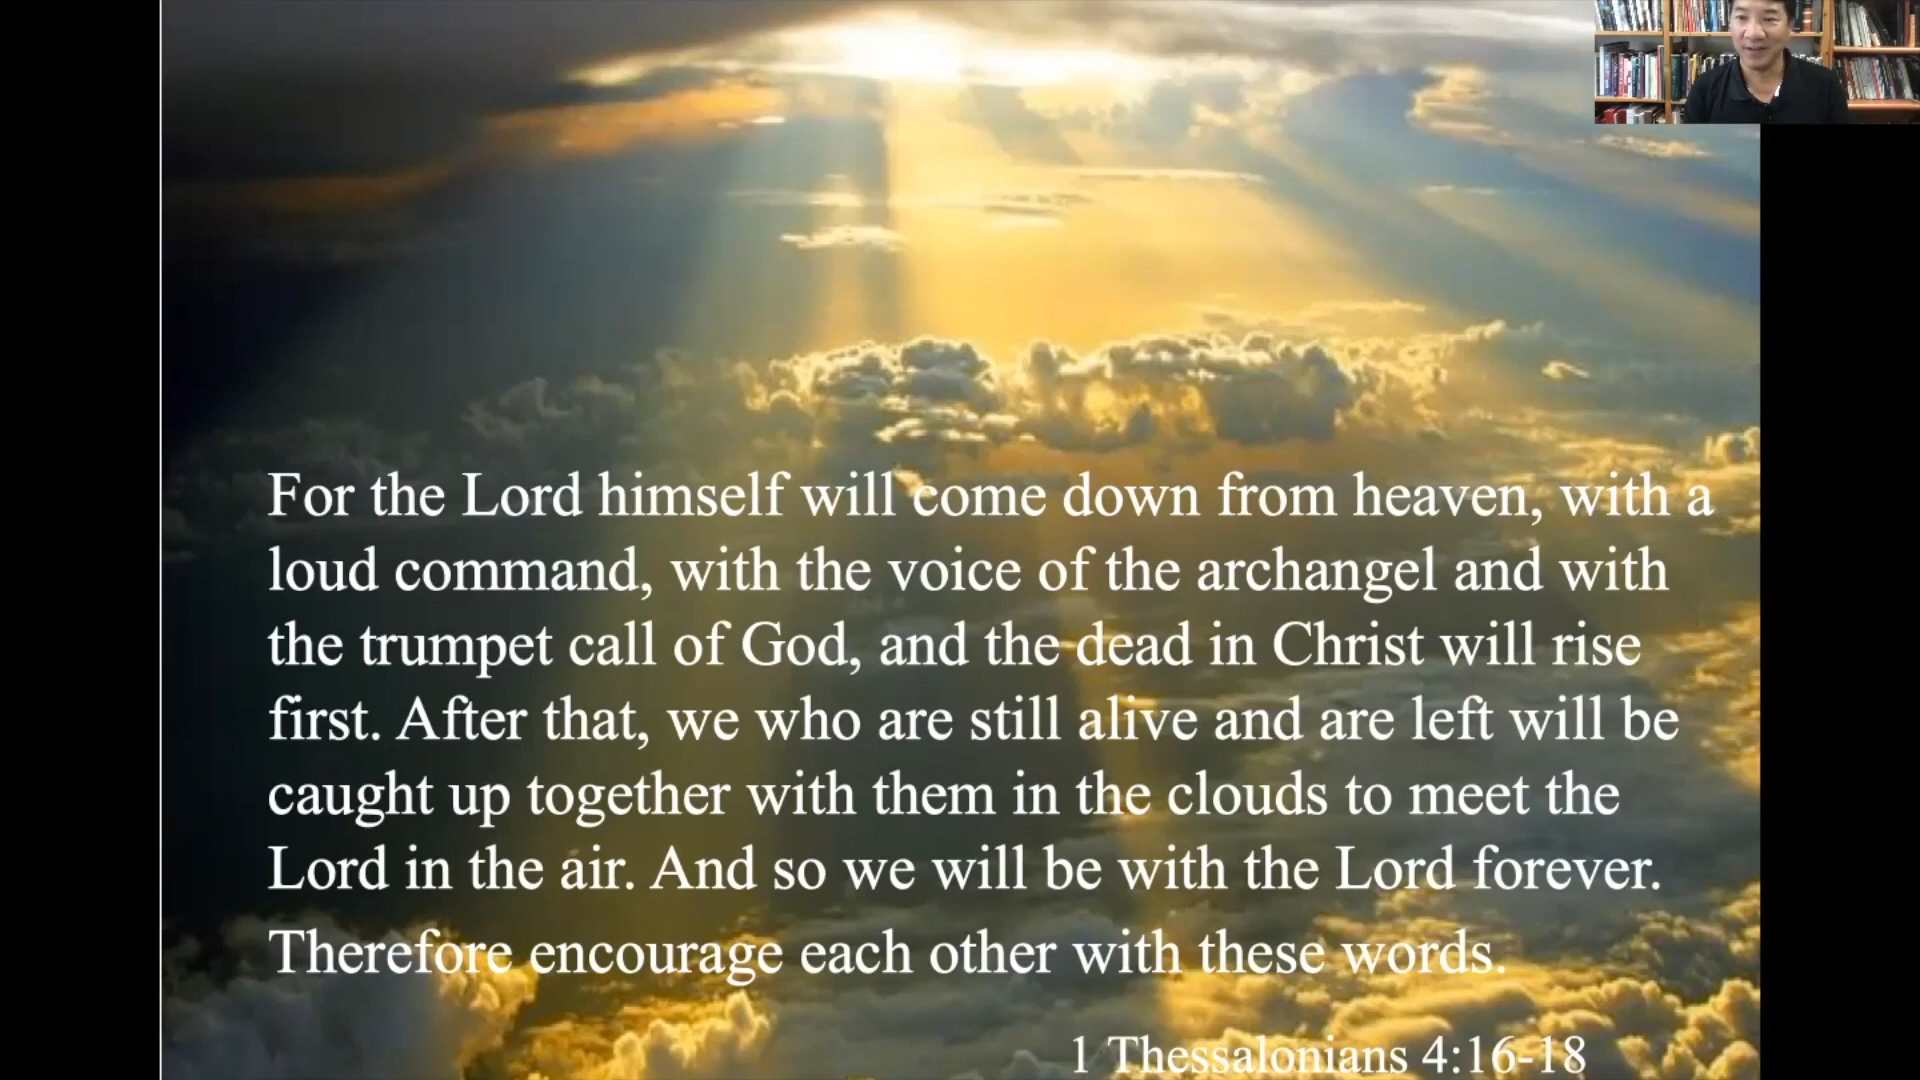 For the Lord himself will come down from heaven, with a
loud command, with the voice of the archangel and with
the trumpet call of God, and the dead in Christ will rise
first. After that, we who are still alive and are left will be
caught up together with them in the clouds to meet the
Lord in the air. And so we will be with the Lord forever.
Therefore encourage each other with these words.
1 Thessalonians 4:16-18